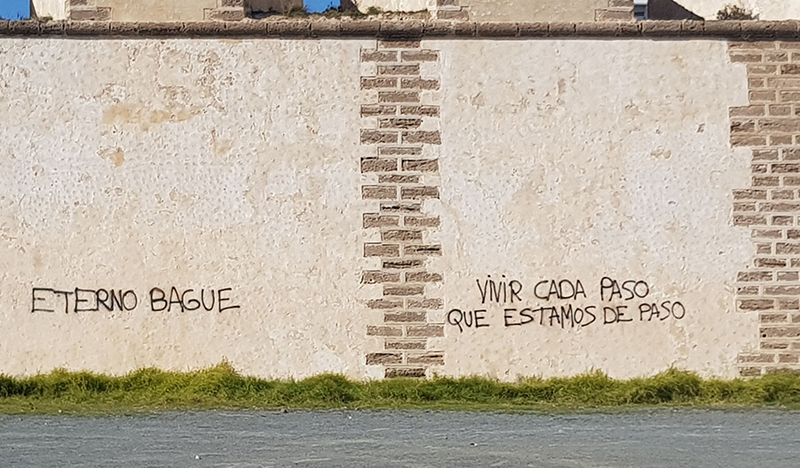 ETERNO BAGUE
VIVIR CADA PASO
QUE ESTAMOS DE PASO